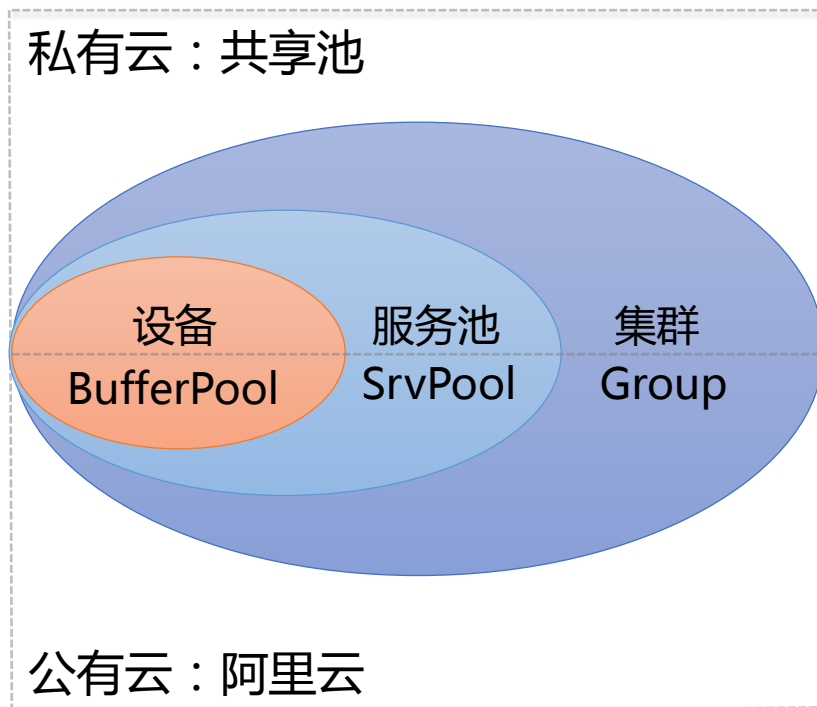 私有云：共享池
设备
BufferPool
服务池
SrvPool
集群
Group
公有云：阿里云